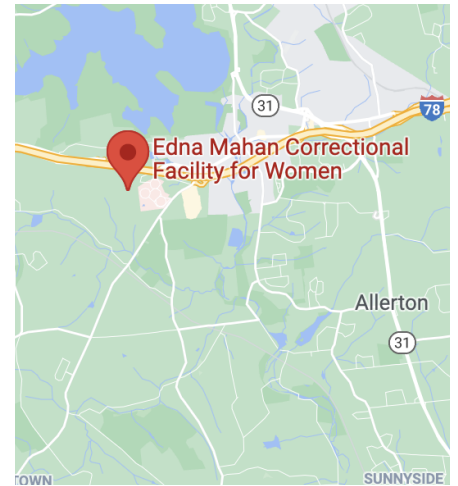 31
78
Edna Mahan Correctional
Facility for Women
Allerton
31
TOWN
SUNNYSIDE